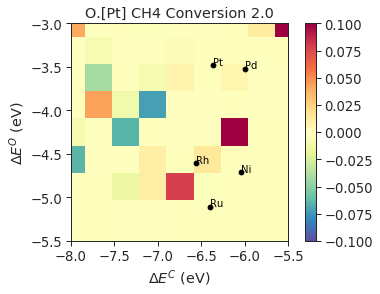 O.[Pt] CH4 Conversion 2.0
−3.0
−3.5
−4.0
−4.5
−5.0
−5.5
ΔE^O (eV)
Pt
Pd
Rh
Ni
Ru
−8.0 −7.5 −7.0 −6.5 −6.0 −5.5
ΔE^C (eV)
0.100
0.075
0.050
0.025
0.000
−0.025
−0.050
−0.075
−0.100